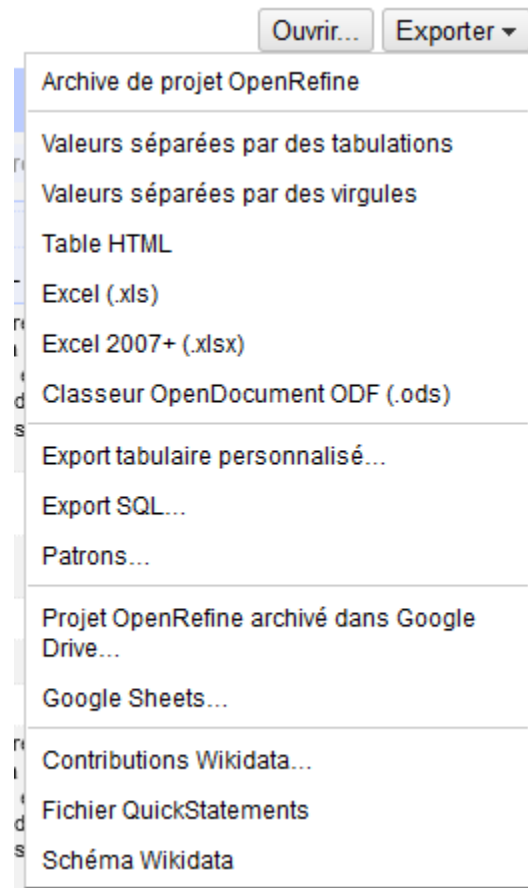 Ouvrir... Exporter
Archive de projet OpenRefine
Valeurs séparées par des tabulations
Valeurs séparées par des virgules
Table HTML
Excel (.xls)
Excel 2007+ (.xlsx)
Classeur OpenDocument ODF (.ods)
Export tabulaire personnalisé...
Export SQL...
Patrons...
Projet OpenRefine archivé dans Google
Drive...
Google Sheets...
Contributions Wikidata...
Fichier QuickStatements
Schéma Wikidata